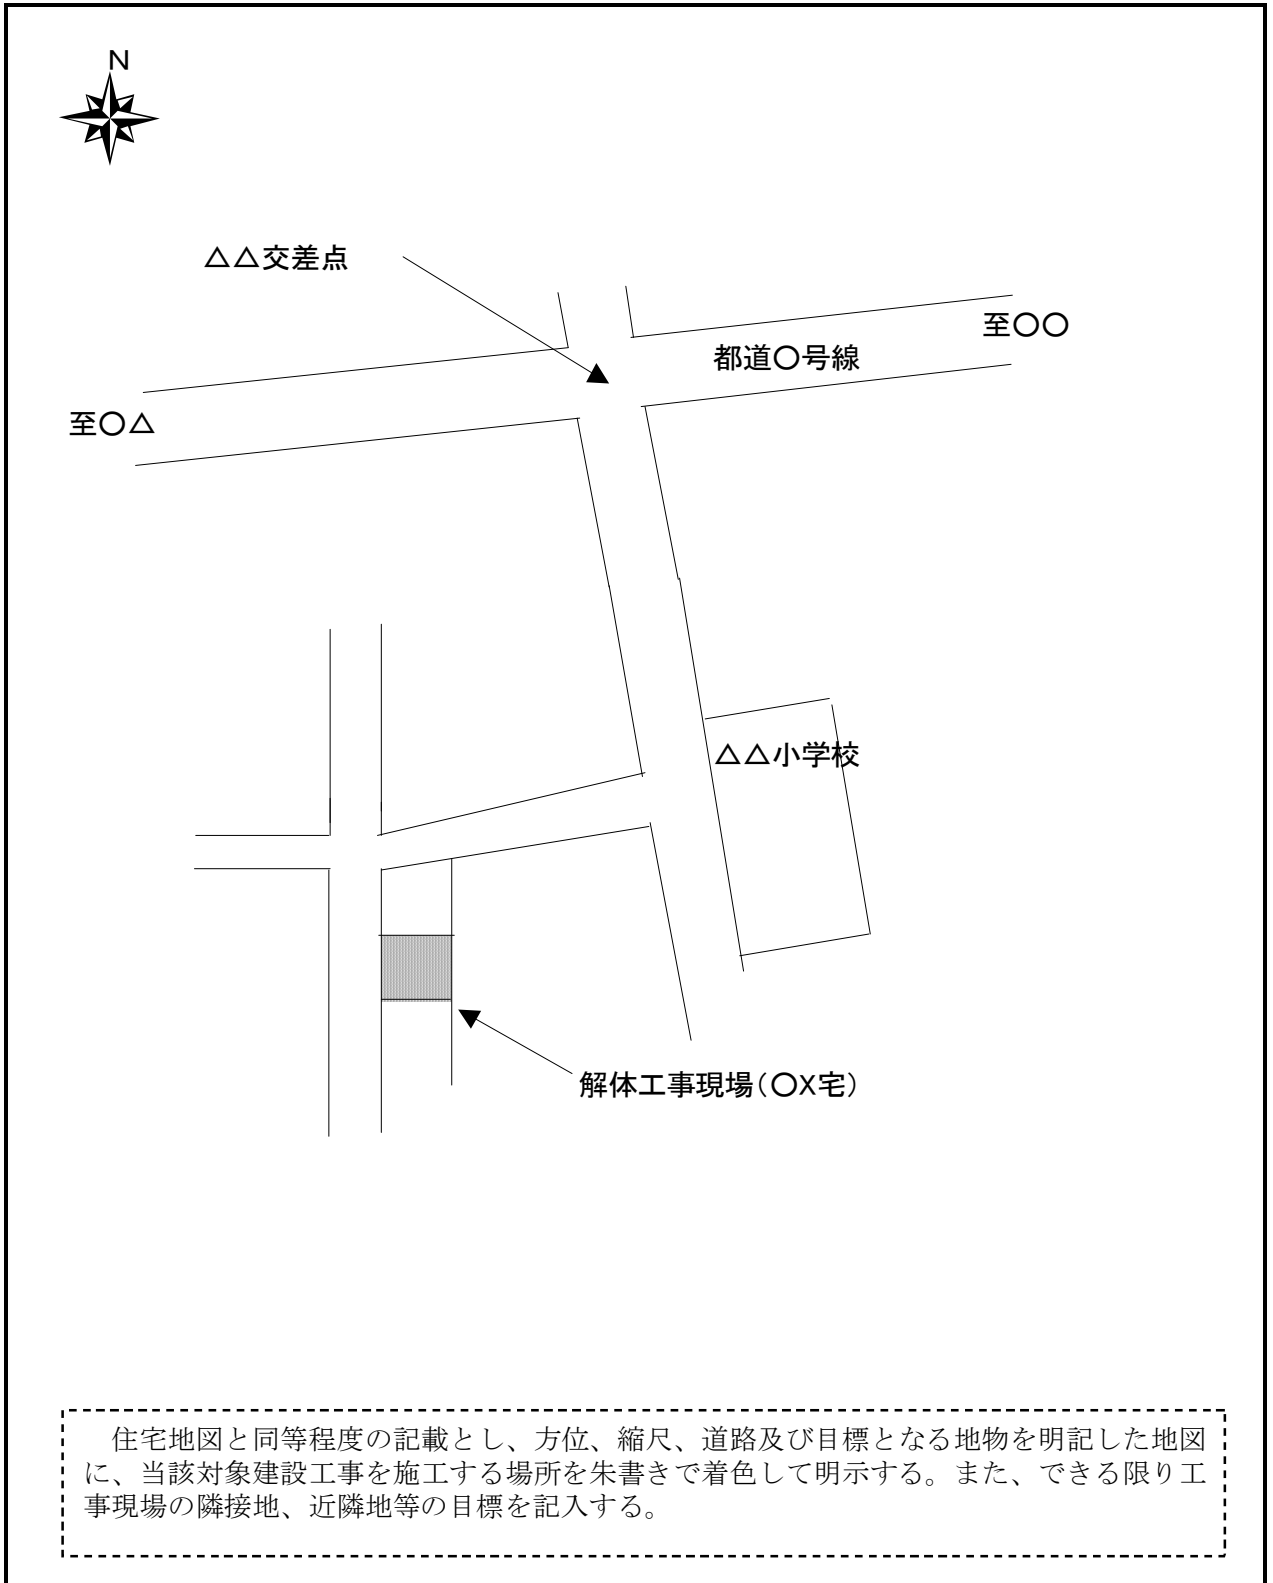 N
△△交差点
至〇〇
都道〇号線
至〇△
△△小学校
解体工事現場(〇X宅)
　住宅地図と同等程度の記載とし、方位、縮尺、道路及び目標となる地物を明記した地図
に、当該対象建設工事を施工する場所を朱書きで着色して明示する。また、できる限り工
事現場の隣接地、近隣地等の目標を記入する。